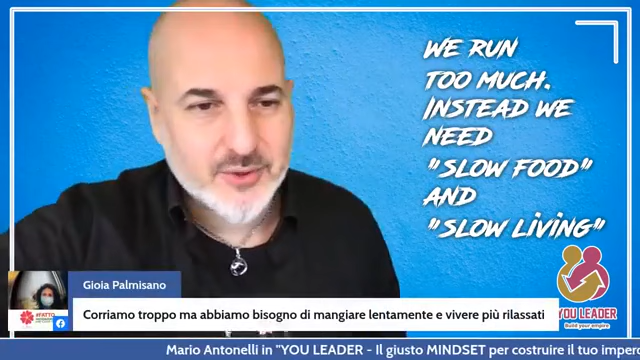 WE RUN
TOO MUCH.
INSTEAD WE
NEED
"SLOW FOOD"
AND
"SLOW LIVING"
YOU LEADER
Build your empire
Gioia Palmisano
#FATTO
Corriamo troppo ma abbiamo bisogno di mangiare lentamente e vivere più rilassati
Mario Antonelli in "YOU LEADER - Il giusto MINDSET per costruire il tuo impero